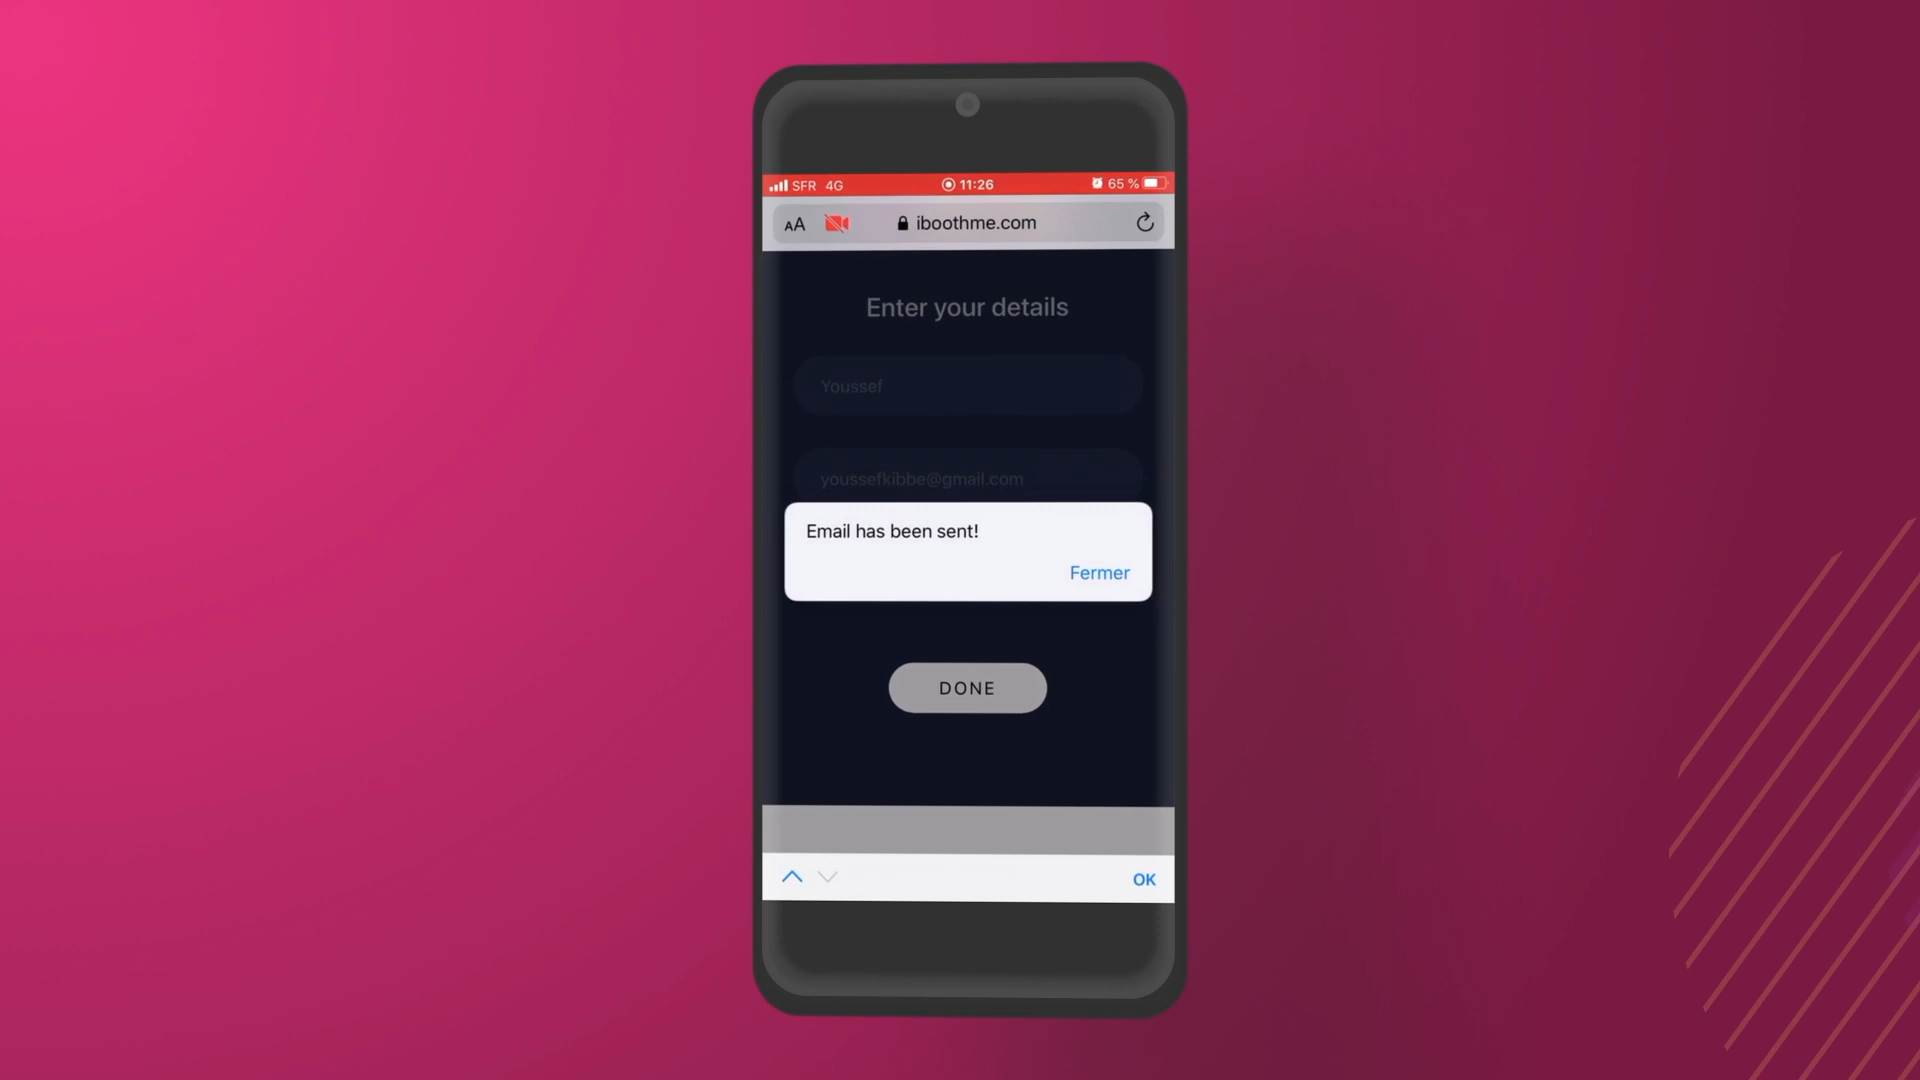 SFR 4G 11:26 65 %
AA iboothme.com
Enter your details
Youssef
youssefkibbe@gmail.com
Email has been sent!
Fermer
DONE
OK